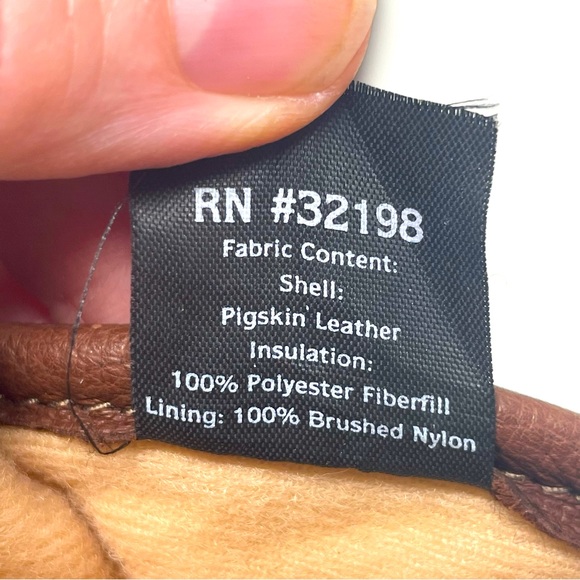 RN #32198
Fabric Content:
Shell:
Pigskin Leather
Insulation:
100% Polyester Fiberfill
Lining: 100% Brushed Nylon